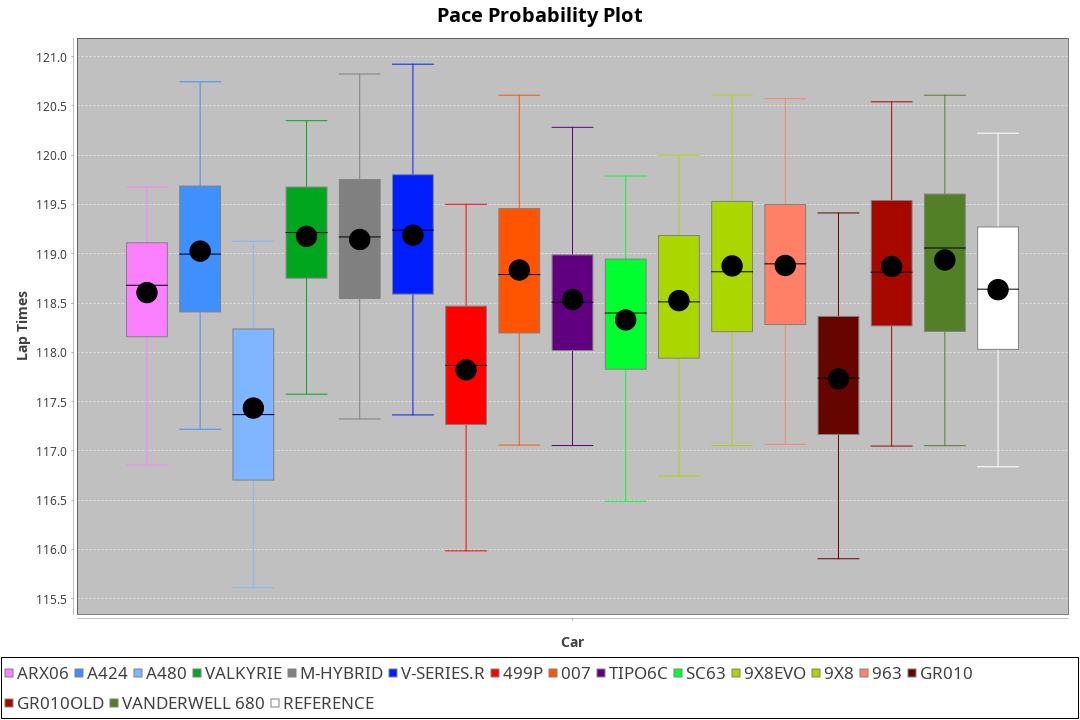 Pace Probability Plot
121.0
120.5
120.0
119.5
119.0
118.5
118.0
117.5
117.0
116.5
116.0
115.5
Lap Times
Car
ARX06 A424 A480 VALKYRIE M-HYBRID V-SERIES.R 499P 007 TIPO6C SC63 9X8EVO 9X8 963 GR010
GR010OLD VANDERWELL 680 REFERENCE